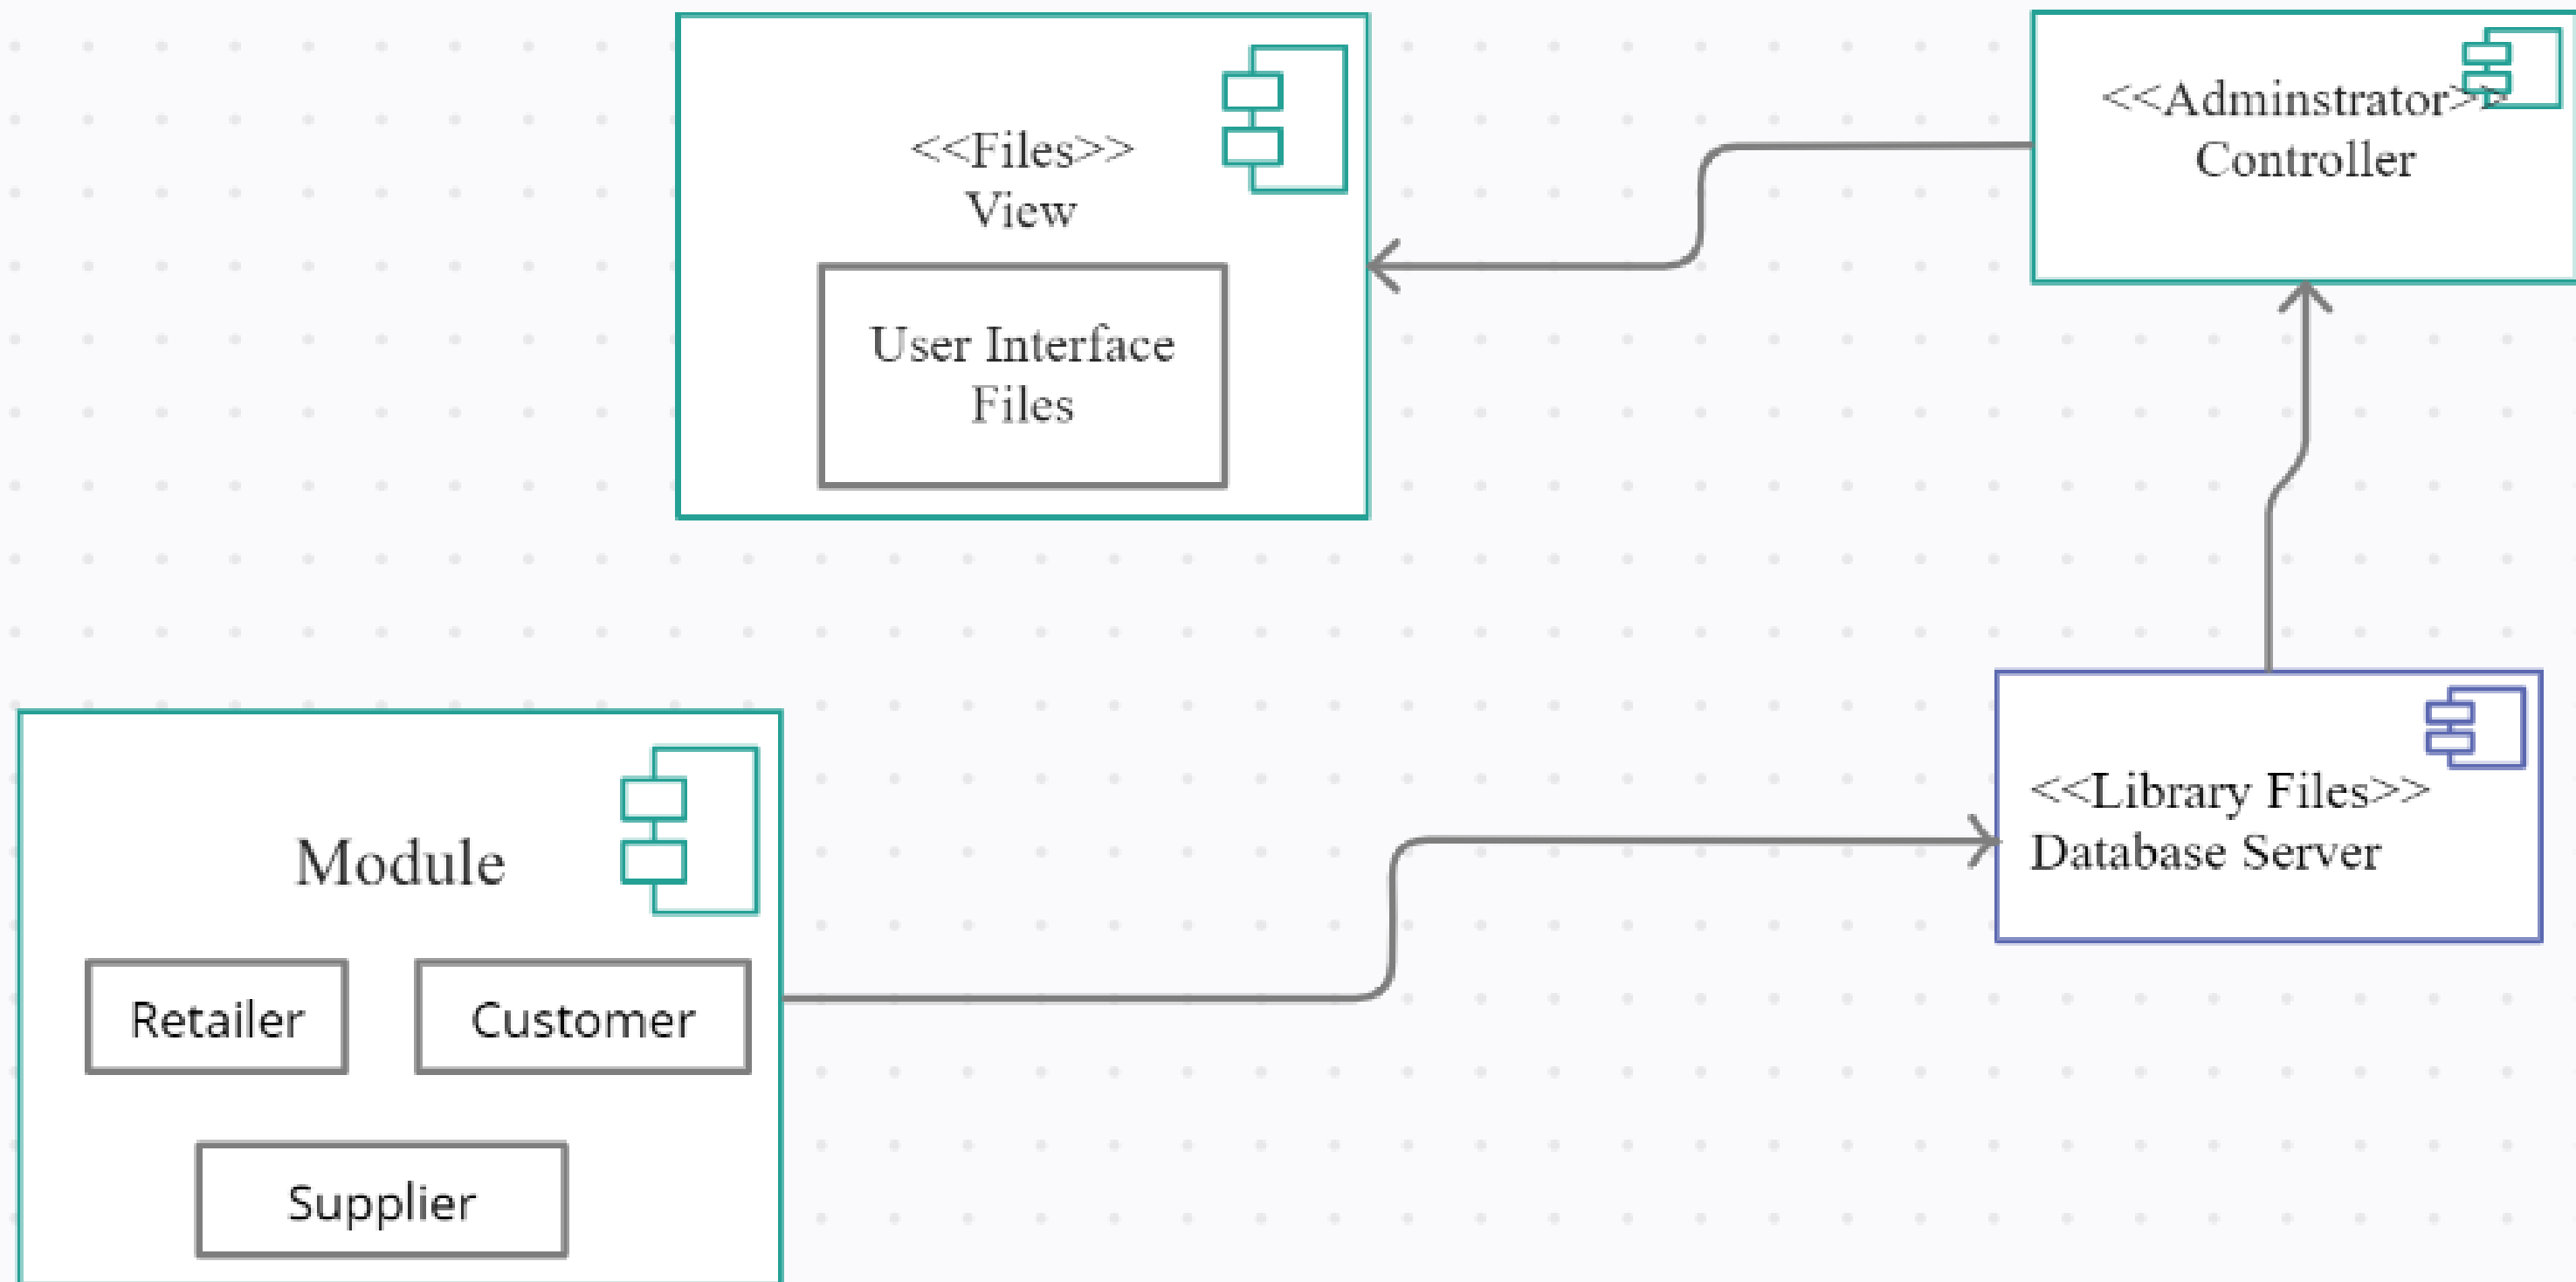 <<Files>>
View
User Interface
Files
<<Adminstrator>>
Controller
<<Library Files>>
Database Server
Module
Retailer
Customer
Supplier